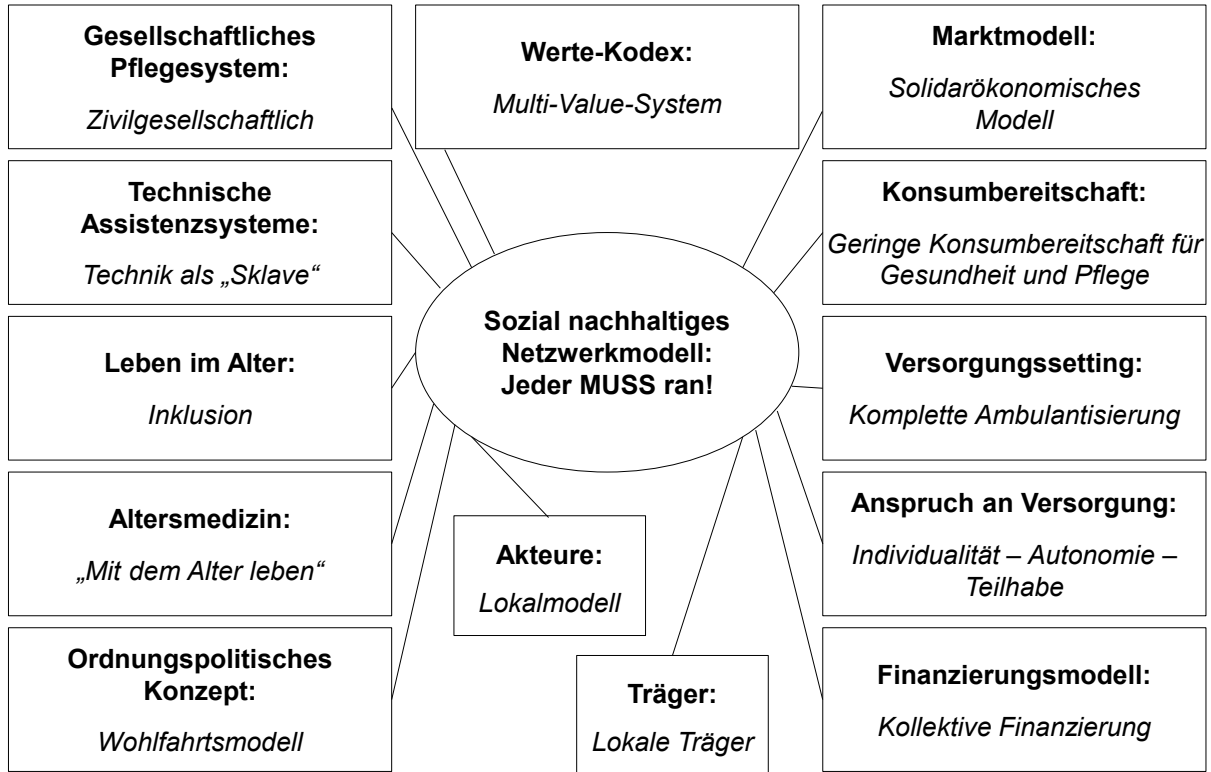 Gesellschaftliches
Pflegesystem:
Zivilgesellschaftlich
Werte-Kodex:
Multi-Value-System
Marktmodell:
Solidarökonomisches
Modell
Technische
Assistenzsysteme:
Technik als „Sklave“
Konsumbereitschaft:
Geringe Konsumbereitschaft für
Gesundheit und Pflege
Sozial nachhaltiges
Netzwerkmodell:
Jeder MUSS ran!
Leben im Alter:
Inklusion
Versorgungssetting:
Komplette Ambulantisierung
Altersmedizin:
„Mit dem Alter leben“
Akteure:
Lokalmodell
Anspruch an Versorgung:
Individualität – Autonomie –
Teilhabe
Ordnungspolitisches
Konzept:
Wohlfahrtsmodell
Träger:
Lokale Träger
Finanzierungsmodell:
Kollektive Finanzierung